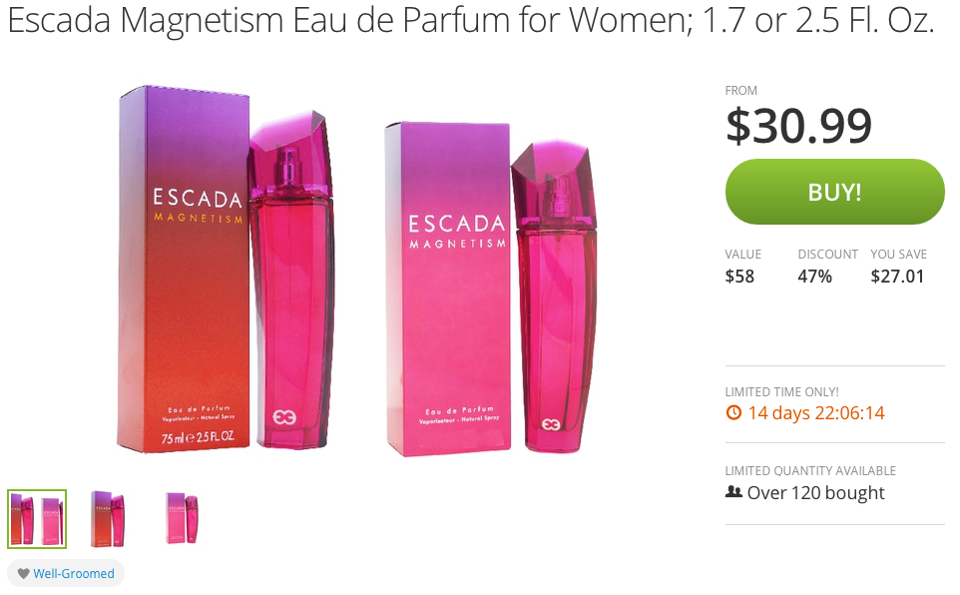 Escada Magnetism Eau de Parfum for Women; 1.7 or 2.5 Fl. Oz.
ESCADA
MAGNETISM
Eau de Parfum
Vaporisateur - Natural Spray
75 ml e 2.5 FL.OZ.
ESCADA
MAGNETISM
Eau de Parfum
Vaporisateur - Natural Spray
FROM
$30.99
BUY!
VALUE DISCOUNT YOU SAVE
$58 47% $27.01
LIMITED TIME ONLY!
14 days 22:06:14
LIMITED QUANTITY AVAILABLE
Over 120 bought
Well-Groomed